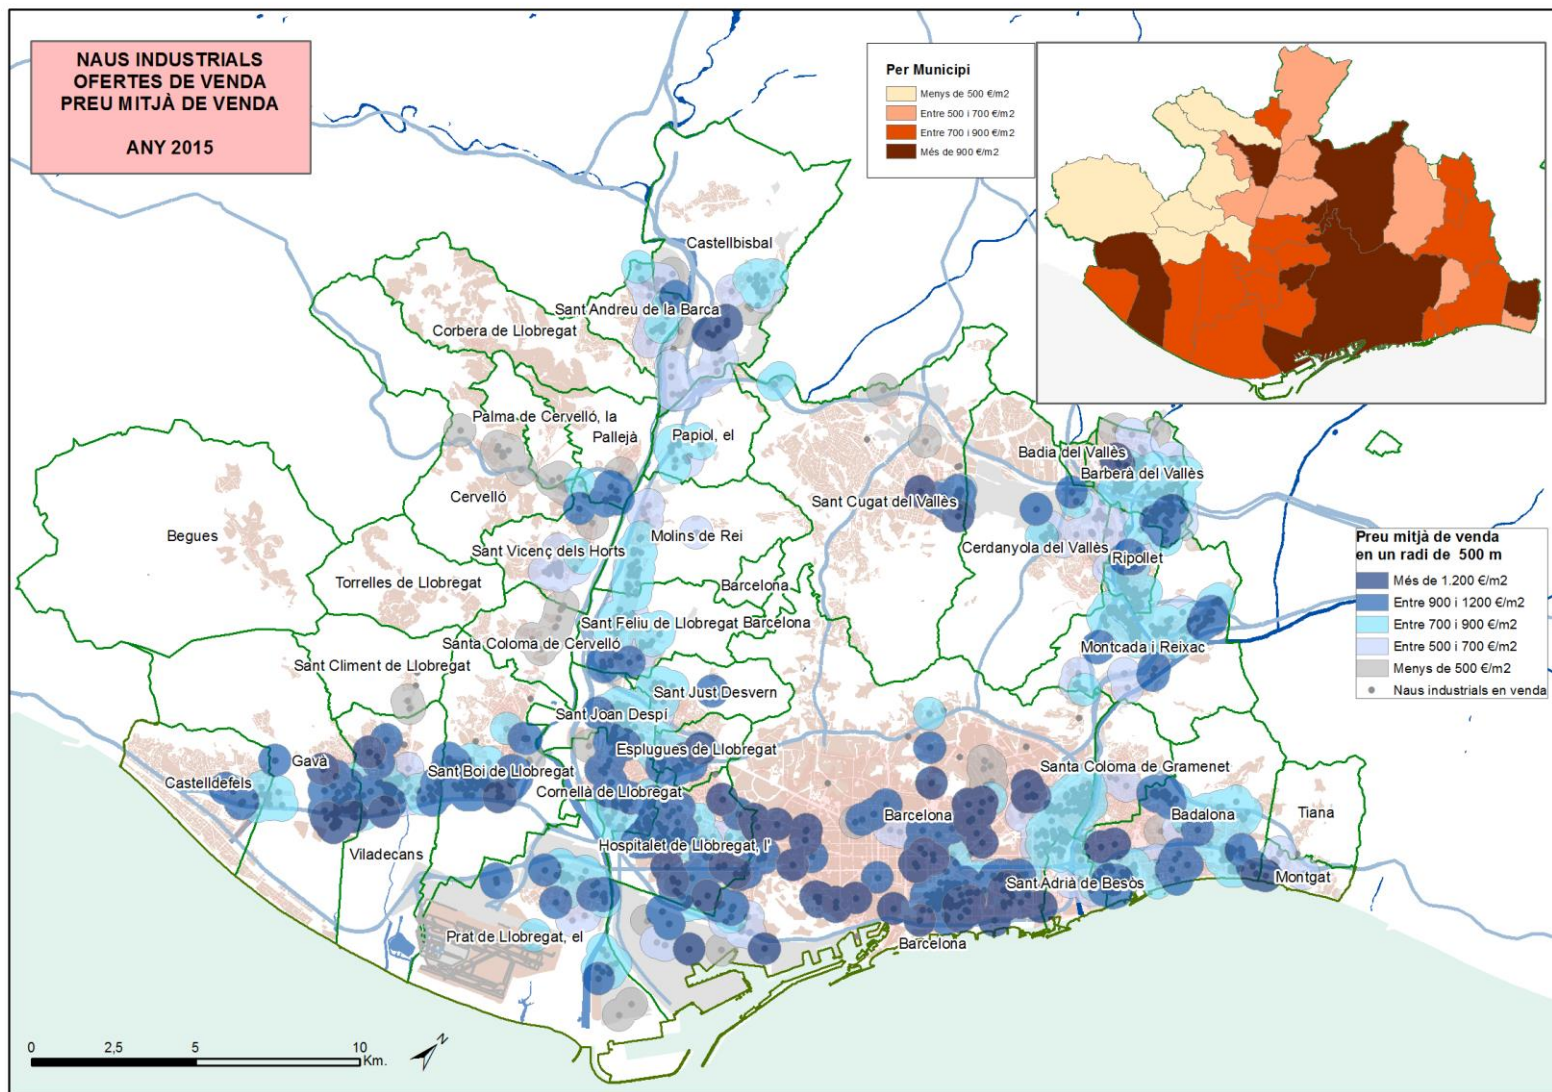 NAUS INDUSTRIALS
OFERTES DE VENDA
PREU MITJÀ DE VENDA
ANY 2015
Per Municipi
Menys de 500 €/m2
Entre 500 i 700 €/m2
Entre 700 i 900 €/m2
Més de 900 €/m2
Castellbisbal
Sant Andreu de la Barca
Corbera de Llobregat
Palma de Cervelló, la
Pallejà
Papiol, el
Badia del Vallès
Barberà del Vallès
Cervelló
Sant Cugat del Vallès
Begues
Molins de Rei
Sant Vicenç dels Horts
Cerdanyola del Vallès
Ripollet
Torrelles de Llobregat
Barcelona
Sant Feliu de Llobregat
Barcelona
Santa Coloma de Cervelló
Montcada i Reixac
Sant Climent de Llobregat
Sant Just Desvern
Sant Joan Despí
Esplugues de Llobregat
Gavà
Sant Boi de Llobregat
Santa Coloma de Gramenet
Castelldefels
Cornellà de Llobregat
Barcelona
Badalona
Tiana
Hospitalet de Llobregat, l'
Viladecans
Sant Adrià de Besòs
Montgat
Prat de Llobregat, el
Barcelona
Preu mitjà de venda
en un radi de 500 m
Més de 1.200 €/m2
Entre 900 i 1200 €/m2
Entre 700 i 900 €/m2
Entre 500 i 700 €/m2
Menys de 500 €/m2
Naus industrials en venda
0 2,5 5 10
Km.
N